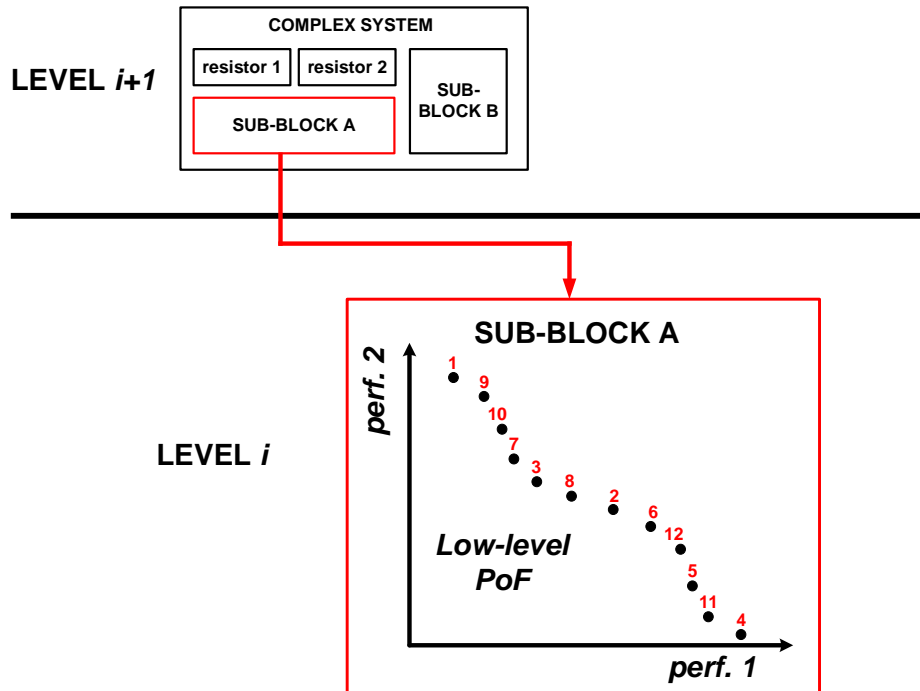 COMPLEX SYSTEM
LEVEL i+1
resistor 1
resistor 2
SUB-
BLOCK B
SUB-BLOCK A
SUB-BLOCK A
perf. 2
1
9
10
7
3
8
2
6
12
5
11
4
LEVEL i
Low-level
PoF
perf. 1